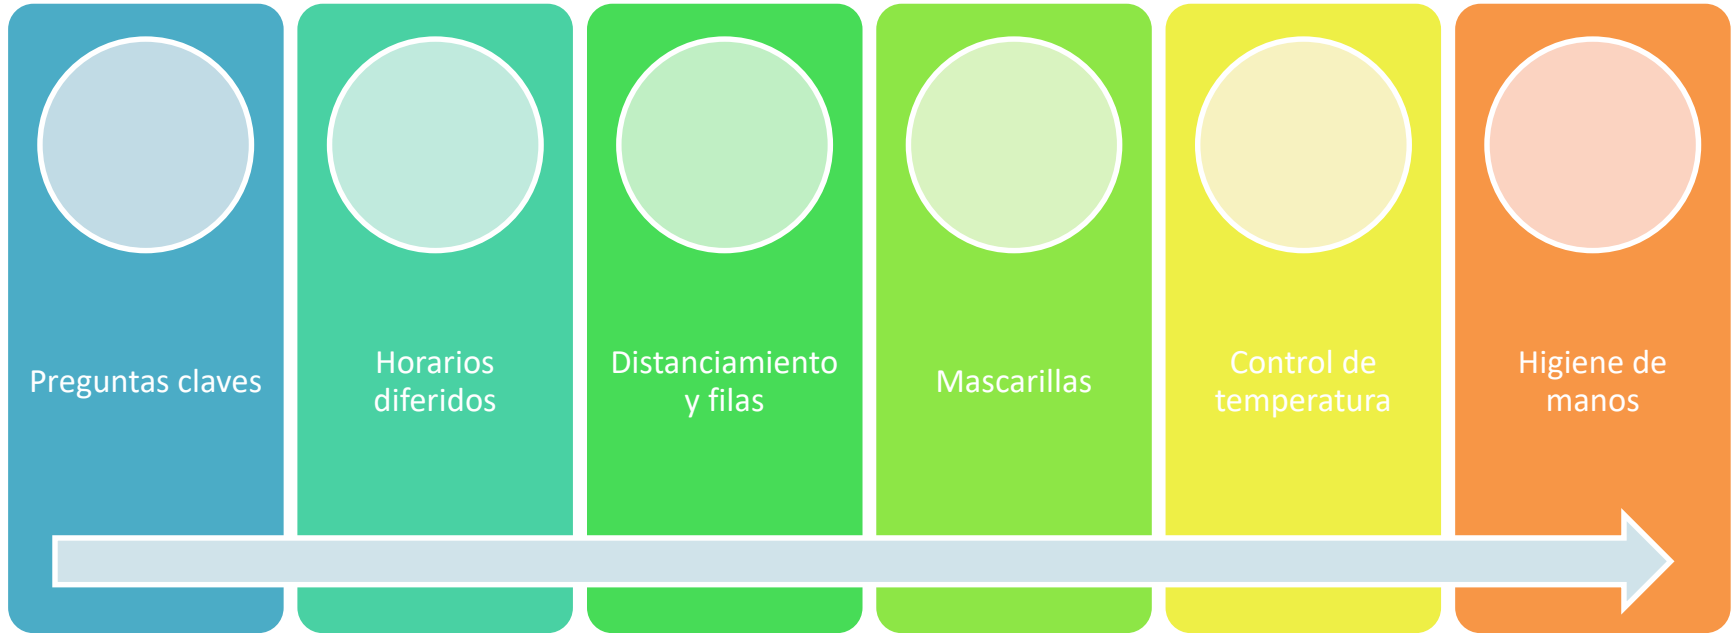 Preguntas claves
Horarios
diferidos
Distanciamiento
y filas
Mascarillas
Control de
temperatura
Higiene de
manos